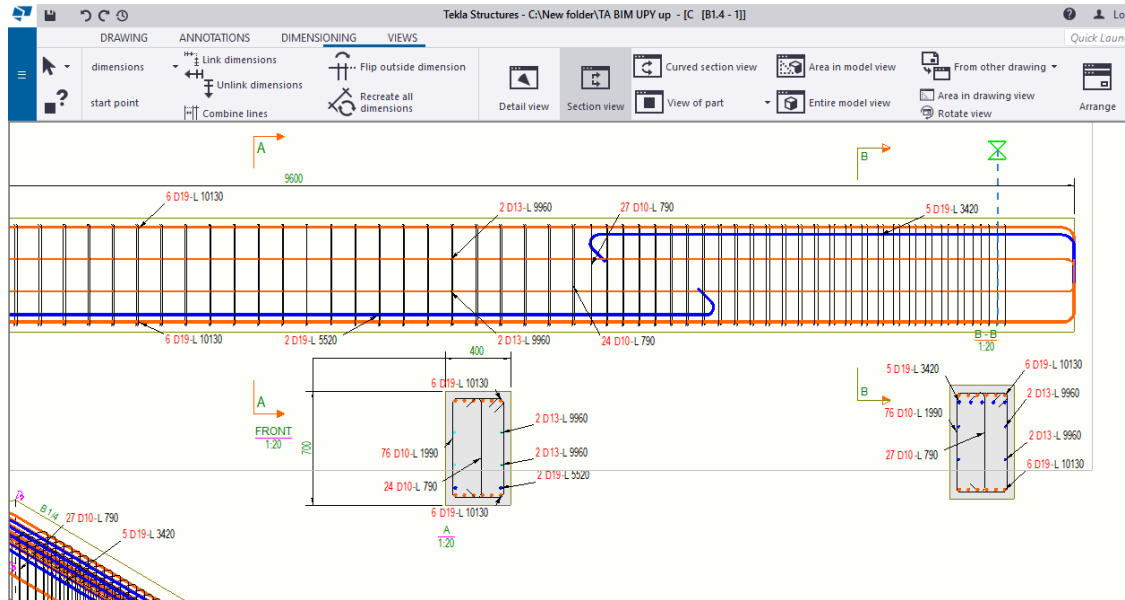 Tekla Structures - C:\New folder\TA BIM UPY up - [C [B1.4 - 1]]
Lo
DRAWING ANNOTATIONS DIMENSIONING VIEWS
Quick Laun
dimensions
start point
Link dimensions
Unlink dimensions
Combine lines
Flip outside dimension
Recreate all
dimensions
Detail view
Section view
Curved section view
View of part
Area in model view
Entire model view
From other drawing
Area in drawing view
Rotate view
Arrange
A
B
9600
6 D19-L 10130
2 D13-L 9960
27 D10-L 790
5 D19-L 3420
6 D19-L 10130
2 D19-L 5520
2 D13-L 9960
24 D10-L 790
B - B
1:20
400
A
FRONT
1:20
700
6 D19-L 10130
2 D13-L 9960
76 D10-L 1990
2 D13-L 9960
24 D10-L 790
2 D19-L 5520
6 D19-L 10130
A
1:20
B
5 D19-L 3420
6 D19-L 10130
2 D13-L 9960
76 D10-L 1990
2 D13-L 9960
27 D10-L 790
6 D19-L 10130
B1/4
27 D10-L 790
5 D19-L 3420